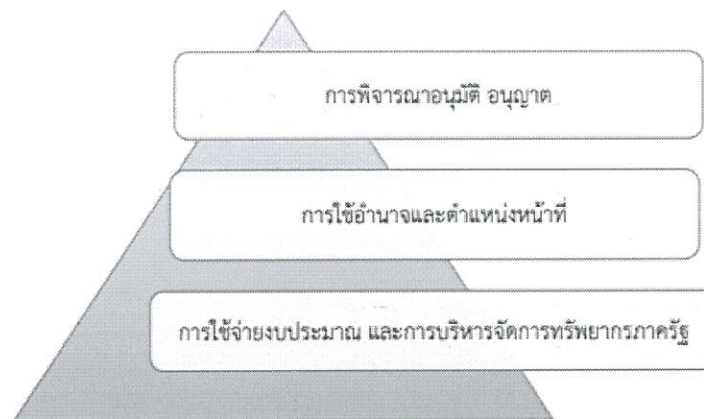 การพิจารณาอนุมัติ อนุญาต
การใช้อำนาจและตำแหน่งหน้าที่
การใช้จ่ายงบประมาณ และการบริหารจัดการทรัพยากรภาครัฐ